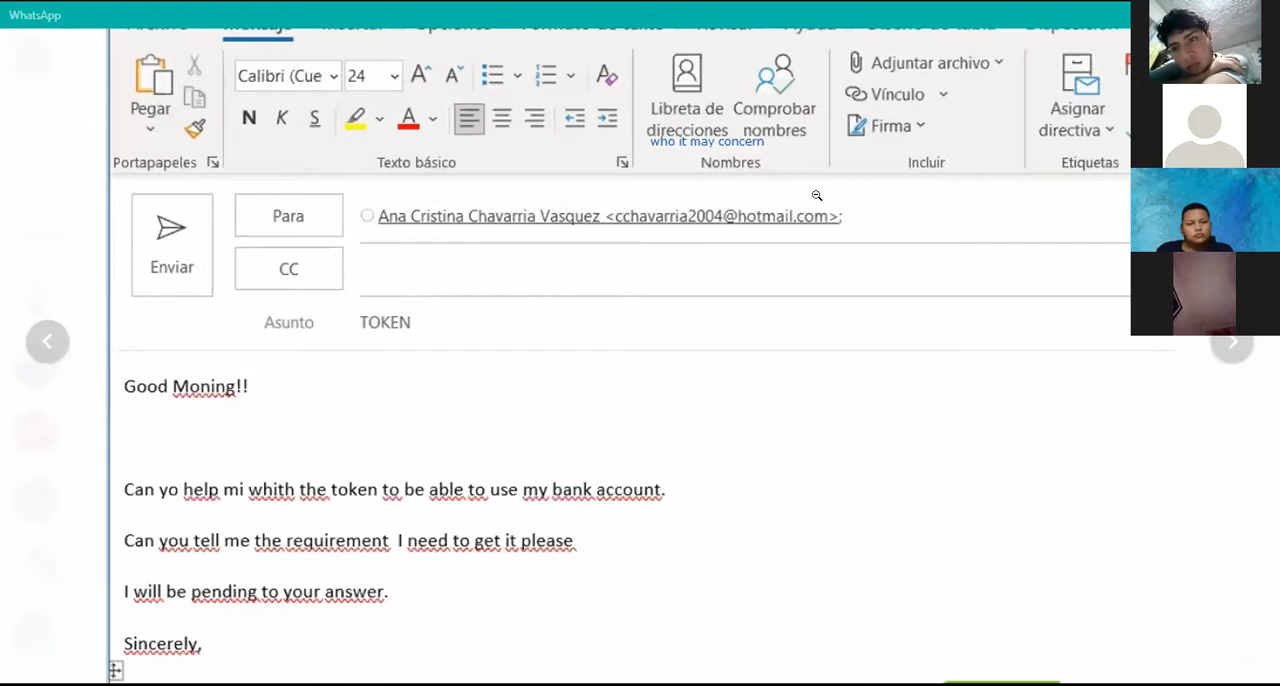 WhatsApp
Mensaje
Pegar
Portapapeles
Calibri (Cue
24
N K S
Texto básico
Libreta de direcciones
Comprobar nombres
who it may concern
Nombres
Adjuntar archivo
Vínculo
Firma
Incluir
Asignar directiva
Etiquetas
Enviar
Para
Ana Cristina Chavarria Vasquez <cchavarria2004@hotmail.com>;
CC
Asunto
TOKEN
Good Moning!!
Can yo help mi whith the token to be able to use my bank account.
Can you tell me the requirement I need to get it please
I will be pending to your answer.
Sincerely,